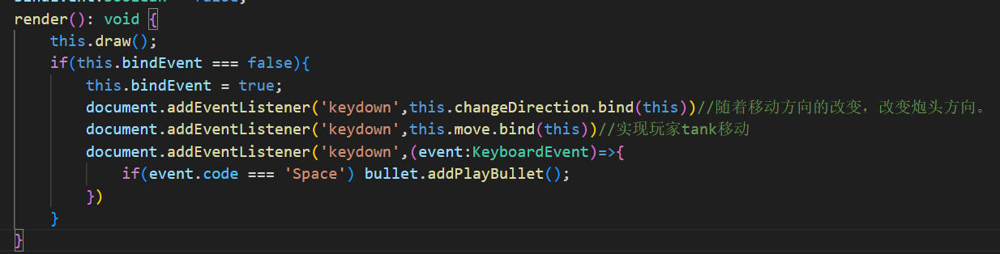 bindEvent:boolean = false;
render(): void {
this.draw();
if(this.bindEvent === false){
this.bindEvent = true;
document.addEventListener('keydown',this.changeDirection.bind(this))//随着移动方向的改变，改变炮头方向。
document.addEventListener('keydown',this.move.bind(this))//实现玩家tank移动
document.addEventListener('keydown',(event:KeyboardEvent)=>{
if(event.code === 'Space') bullet.addPlayBullet();
})
}
}